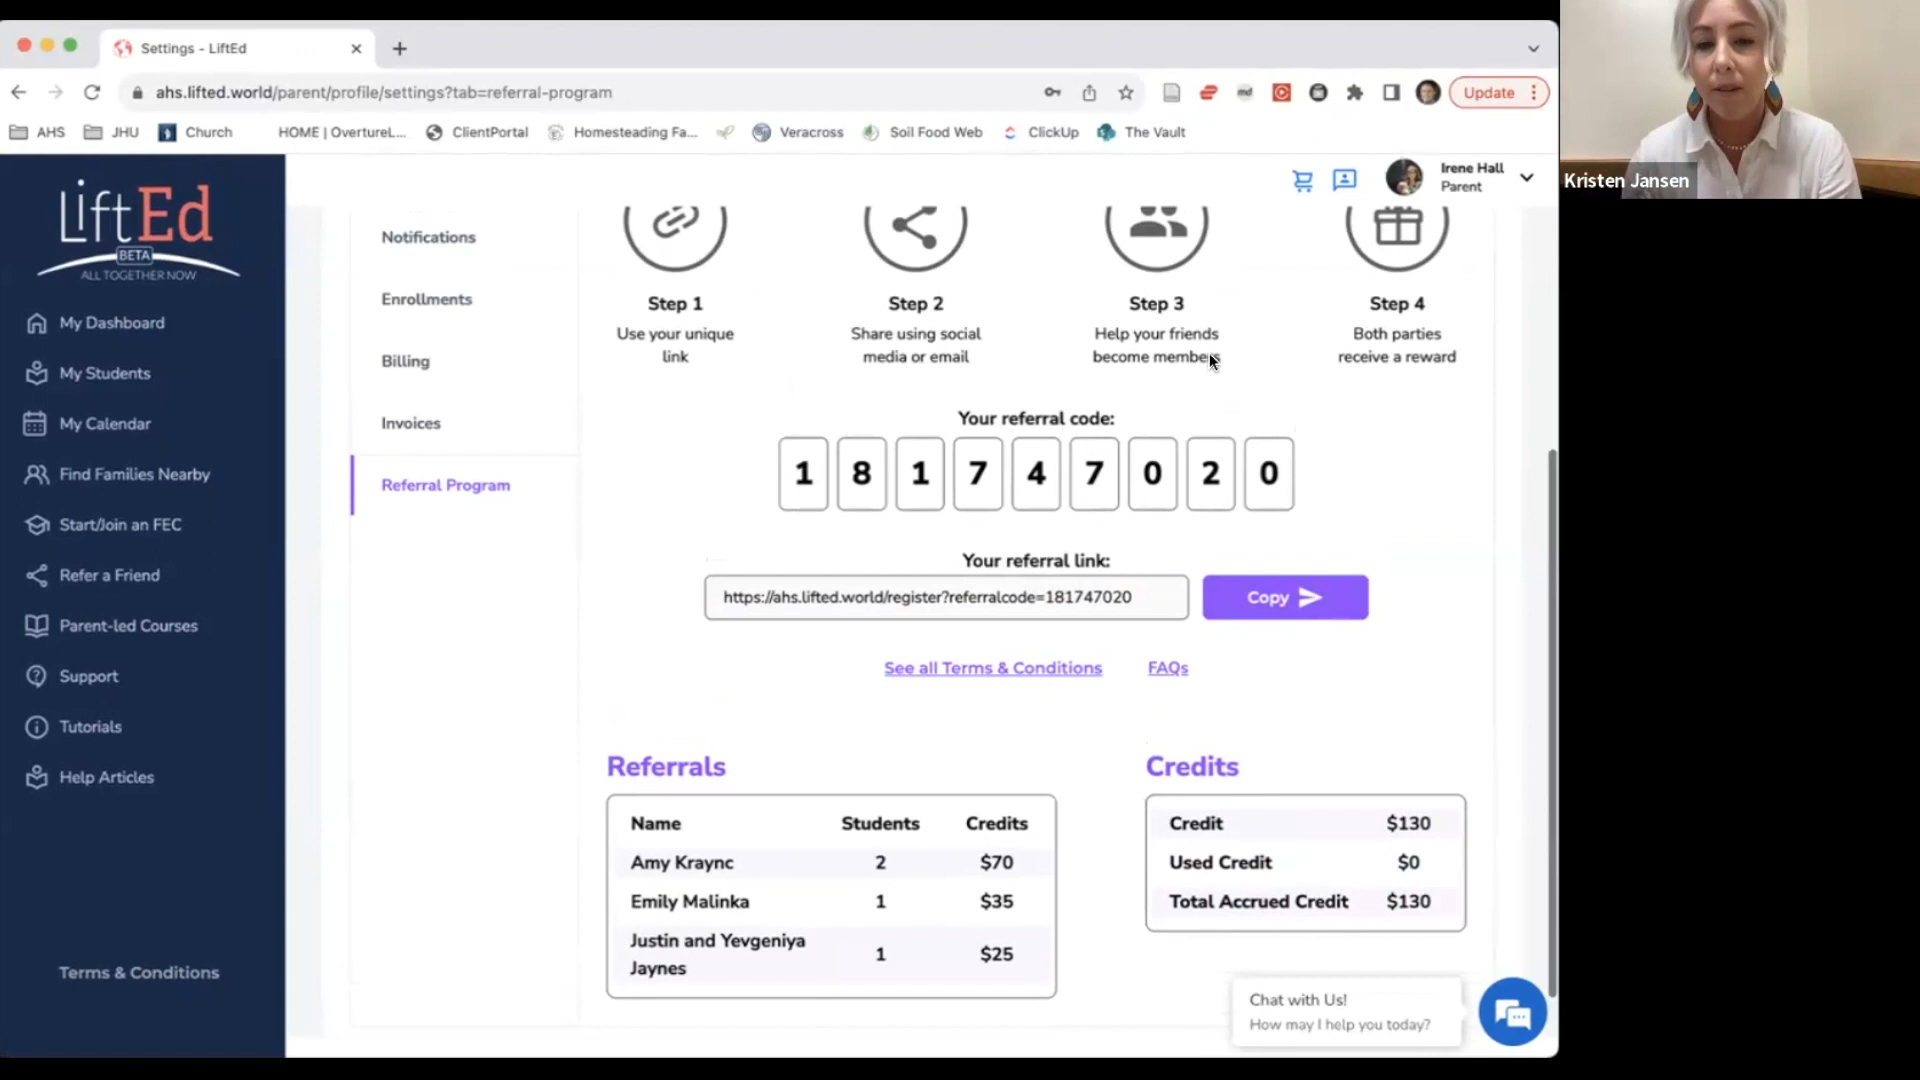 Settings - LiftEd
ahs.lifted.world/parent/profile/settings?tab=referral-program
Update
AHS
JHU
Church
HOME | OvertureL...
ClientPortal
Homesteading Fa...
Veracross
Soil Food Web
ClickUp
The Vault
LiftEd
BETA
ALL TOGETHER NOW
Irene Hall
Parent
Kristen Jansen
My Dashboard
My Students
My Calendar
Find Families Nearby
Start/Join an FEC
Refer a Friend
Parent-led Courses
Support
Tutorials
Help Articles
Terms & Conditions
Notifications
Enrollments
Billing
Invoices
Referral Program
Step 1
Use your unique
link
Step 2
Share using social
media or email
Step 3
Help your friends
become members
Step 4
Both parties
receive a reward
Your referral code:
1 8 1 7 4 7 0 2 0
Your referral link:
https://ahs.lifted.world/register?referralcode=181747020
Copy
See all Terms & Conditions
FAQs
Referrals
Name Students Credits
Amy Kraync 2 $70
Emily Malinka 1 $35
Justin and Yevgeniya
Jaynes 1 $25
Credits
Credit $130
Used Credit $0
Total Accrued Credit $130
Chat with Us!
How may I help you today?